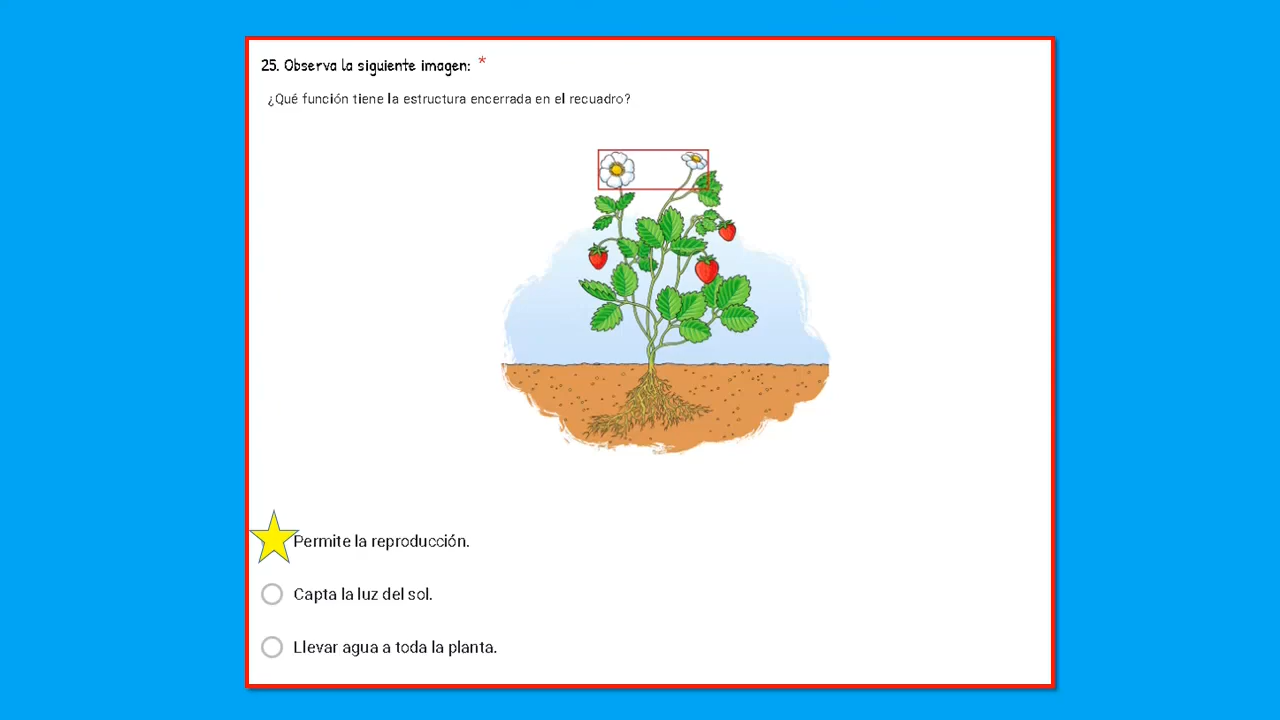 25. Observa la siguiente imagen: *
¿Qué función tiene la estructura encerrada en el recuadro?
Permite la reproducción.
Capta la luz del sol.
Llevar agua a toda la planta.